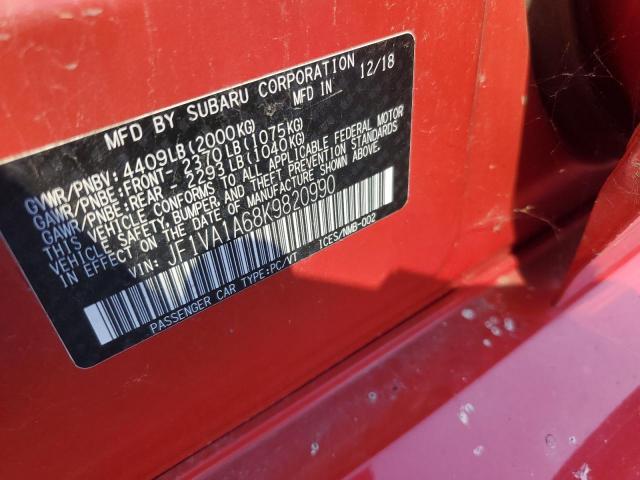 MFD BY SUBARU CORPORATION 12/18
MFD IN
GVWR/PNBV: 4409LB(2000KG)
GAWR/PNBE:FRONT- 2370LB(1075KG)
GAWR/PNBE:REAR - 2293LB(1040KG)
THIS VEHICLE CONFORMS TO ALL APPLICABLE FEDERAL MOTOR
VEHICLE SAFETY, BUMPER, AND THEFT PREVENTION STANDARDS
IN EFFECT ON THE DATE OF MANUFACTURE SHOWN ABOVE
VIN: JF1VA1A68K9820990
PASSENGER CAR TYPE:PC/VT ICES/NMB-002